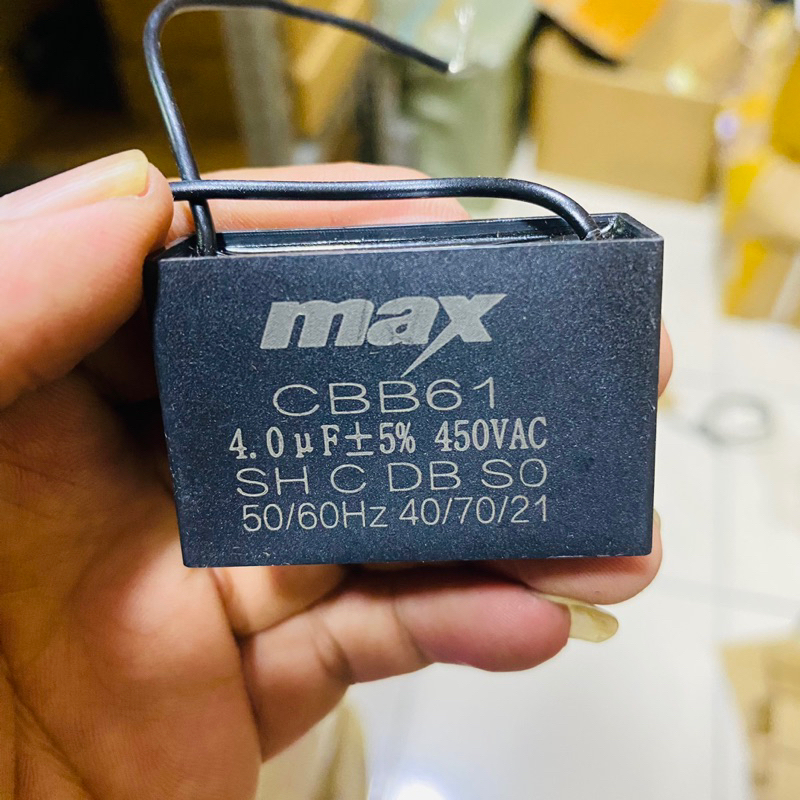 max
CBB61
4.0μF±5% 450VAC
SH C DB S0
50/60Hz 40/70/21